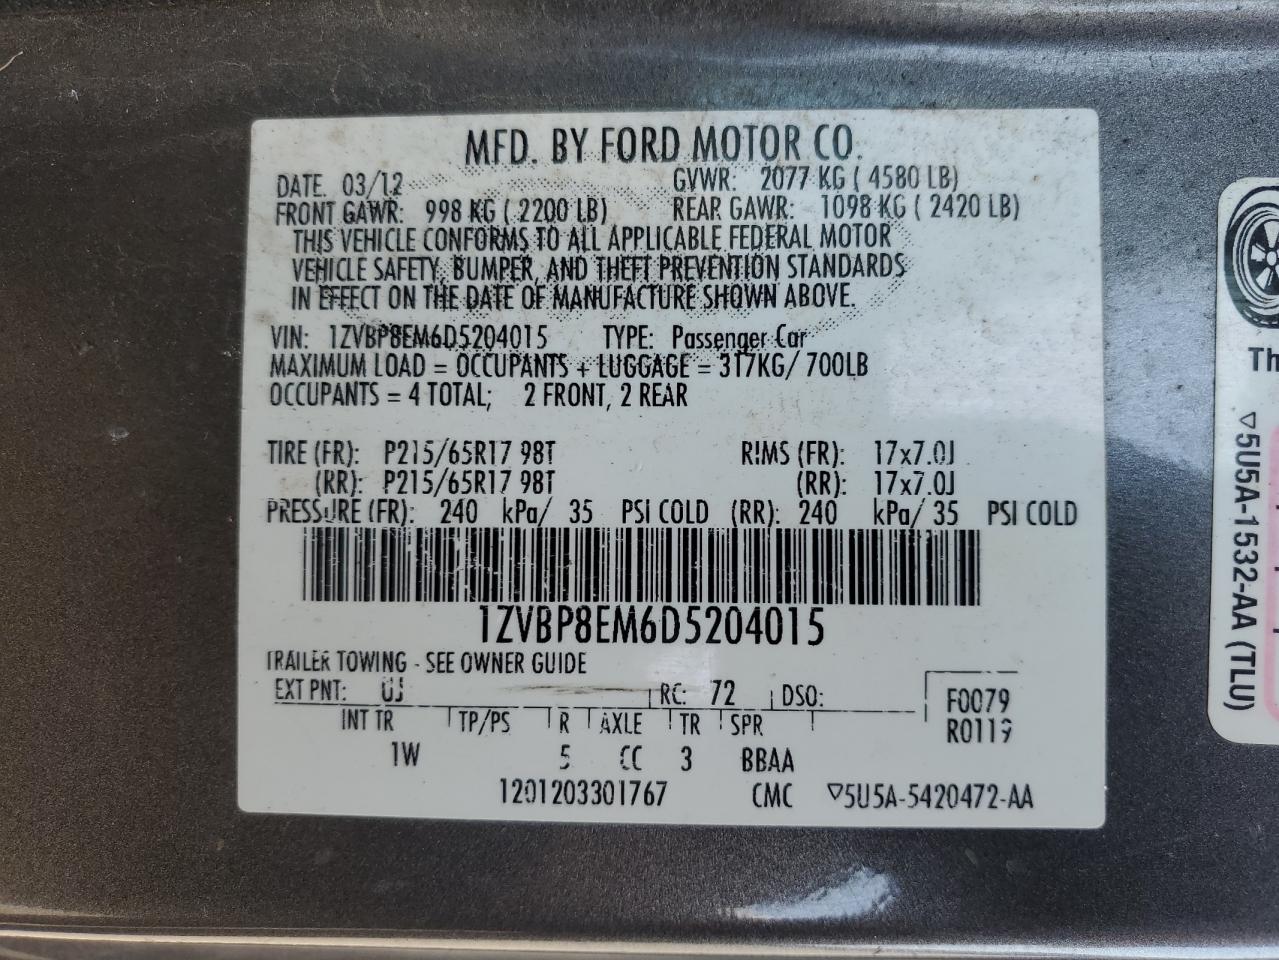 MFD. BY FORD MOTOR CO.
DATE. 03/12 GVWR: 2077 KG ( 4580 LB)
FRONT GAWR: 998 KG ( 2200 LB) REAR GAWR: 1098 KG ( 2420 LB)
THIS VEHICLE CONFORMS TO ALL APPLICABLE FEDERAL MOTOR
VEHICLE SAFETY, BUMPER, AND THEFT PREVENTION STANDARDS
IN EFFECT ON THE DATE OF MANUFACTURE SHOWN ABOVE.
VIN: 1ZVBP8EM6D5204015 TYPE: Passenger Car
MAXIMUM LOAD = OCCUPANTS + LUGGAGE = 317KG/ 700LB
OCCUPANTS = 4 TOTAL; 2 FRONT, 2 REAR
TIRE (FR): P215/65R17 98T RIMS (FR): 17x7.0J
(RR): P215/65R17 98T (RR): 17x7.0J
PRESSURE (FR): 240 kPa/ 35 PSI COLD (RR): 240 kPa/ 35 PSI COLD
1ZVBP8EM6D5204015
TRAILER TOWING - SEE OWNER GUIDE
EXT PNT: UJ RC: 72 DSO: F0079
INT TR TP/PS R AXLE TR SPR R0119
1W 5 CC 3 BBAA
1201203301767 CMC ▽5U5A-5420472-AA
Th
▽5U5A-1532-AA (TLU)